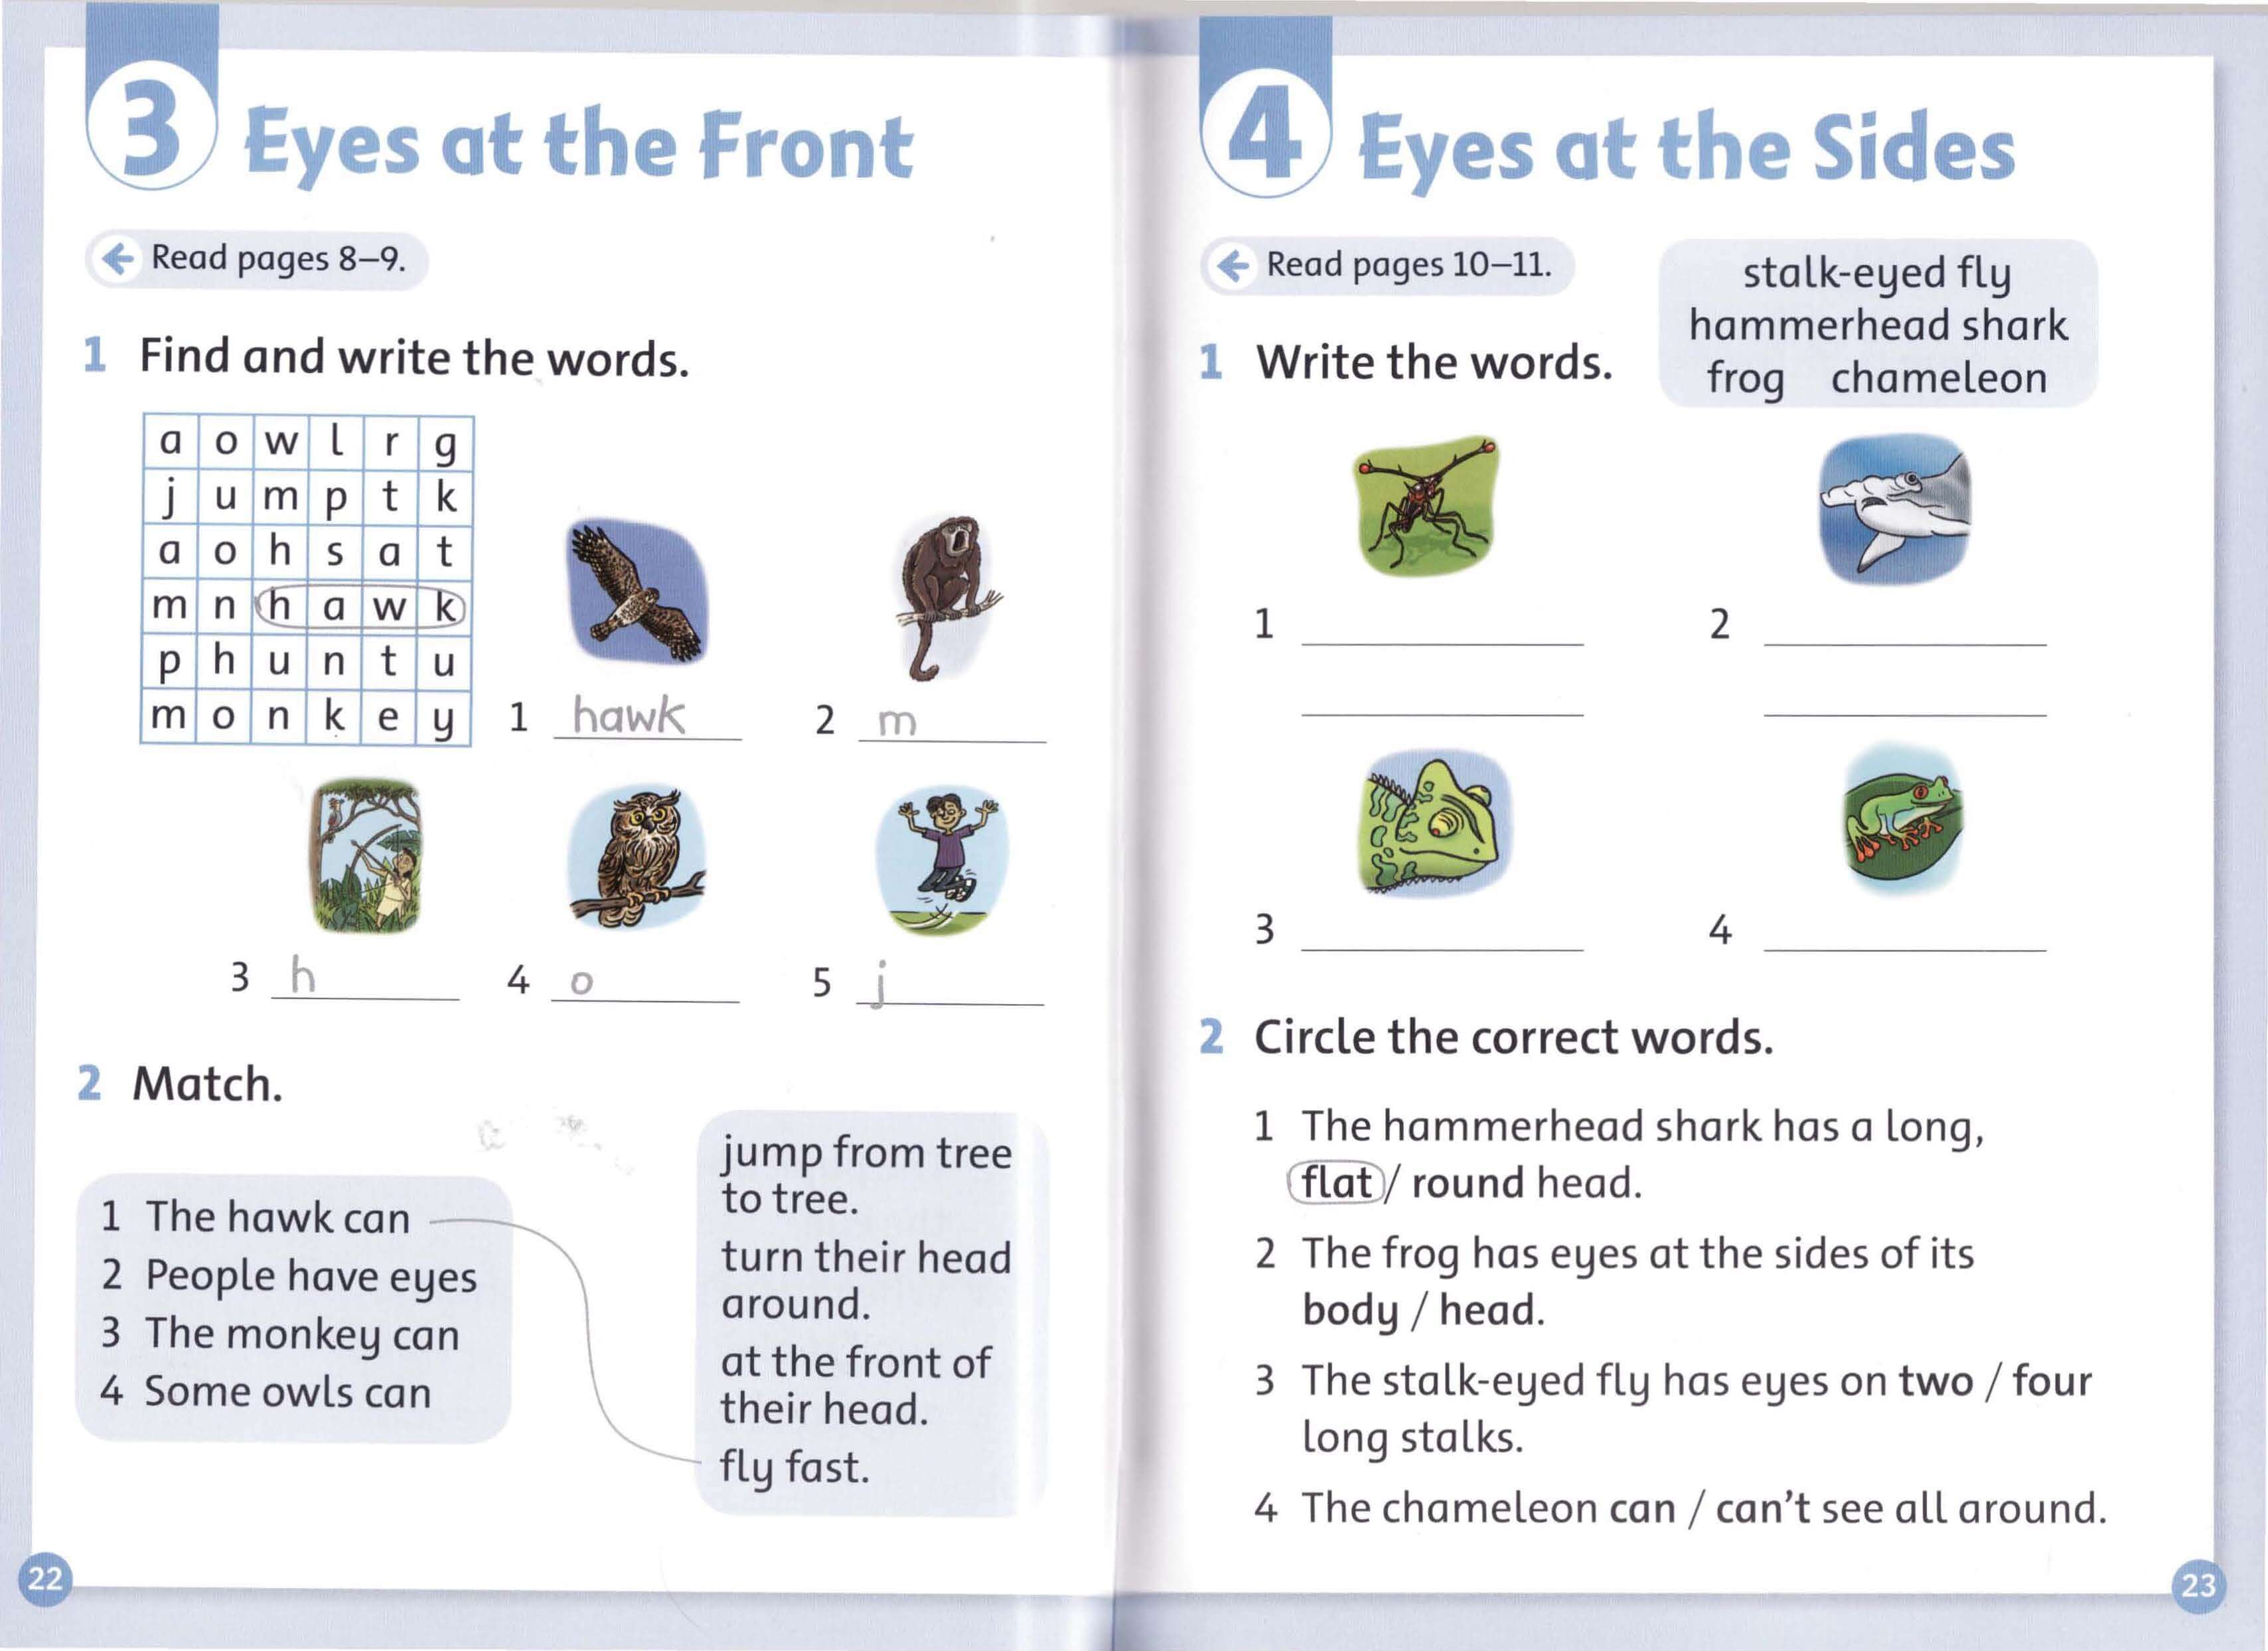 3 Eyes at the Front
Read pages 8–9.
1 Find and write the words.
a o w l r g
j u m p t k
a o h s a t
m n h a w k
p h u n t u
m o n k e y
1 hawk
2 m
3 h
4 o
5 j
2 Match.
1 The hawk can
2 People have eyes
3 The monkey can
4 Some owls can
jump from tree
to tree.
turn their head
around.
at the front of
their head.
fly fast.
22
4 Eyes at the Sides
Read pages 10–11.
stalk-eyed fly
hammerhead shark
frog chameleon
1 Write the words.
1
2
3
4
2 Circle the correct words.
1 The hammerhead shark has a long,
flat / round head.
2 The frog has eyes at the sides of its
body / head.
3 The stalk-eyed fly has eyes on two / four
long stalks.
4 The chameleon can / can't see all around.
23